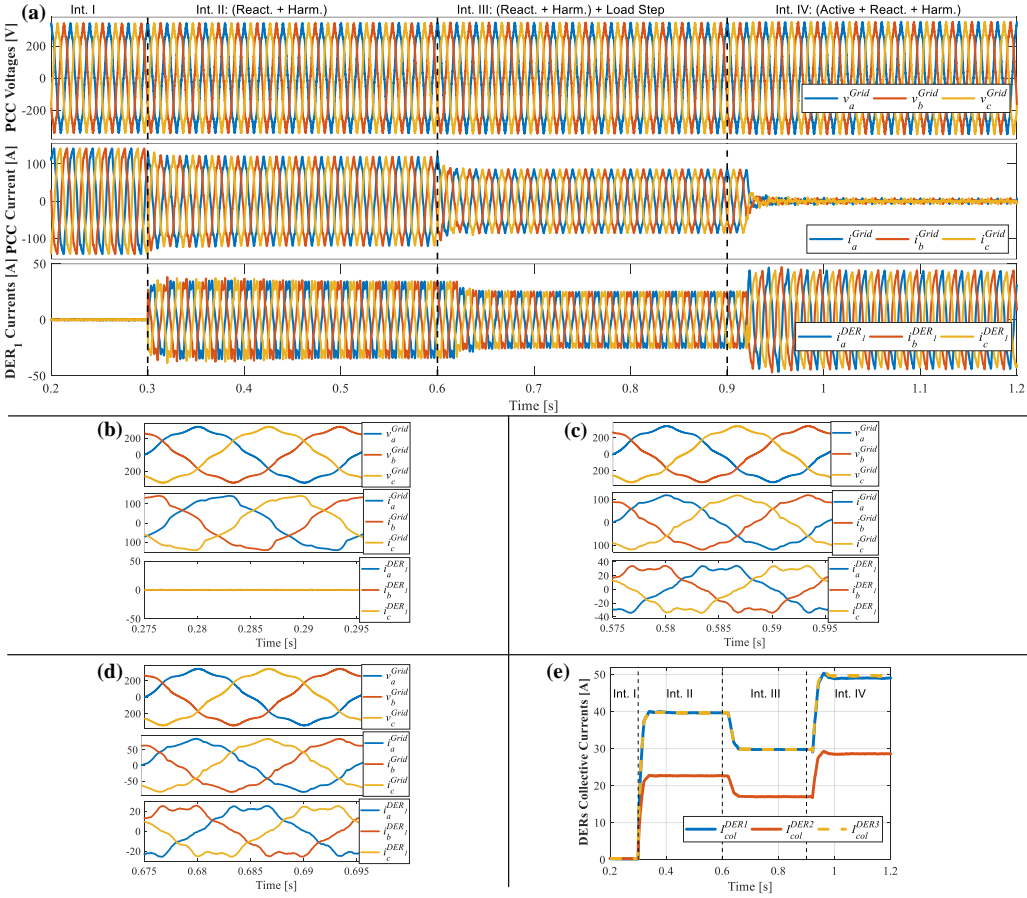 (a)
Int. I
Int. II: (React. + Harm.)
Int. III: (React. + Harm.) + Load Step
Int. IV: (Active + React. + Harm.)
PCC Voltages [V]
200
0
-200
v_a^Grid v_b^Grid v_c^Grid
PCC Current [A]
100
0
-100
i_a^Grid i_b^Grid i_c^Grid
DER_1 Currents [A]
50
0
-50
i_a^DER_1 i_b^DER_1 i_c^DER_1
0.2 0.3 0.4 0.5 0.6 0.7 0.8 0.9 1 1.1 1.2
Time [s]
(b)
200
0
200
v_a^Grid
v_b^Grid
v_c^Grid
100
0
100
i_a^Grid
i_b^Grid
i_c^Grid
50
0
-50
i_a^DER_1
i_b^DER_1
i_c^DER_1
0.275 0.28 0.285 0.29 0.295
Time [s]
(c)
200
0
200
v_a^Grid
v_b^Grid
v_c^Grid
100
0
100
i_a^Grid
i_b^Grid
i_c^Grid
40
20
0
-20
-40
i_a^DER_1
i_b^DER_1
i_c^DER_1
0.575 0.58 0.585 0.59 0.595
Time [s]
(d)
200
0
200
v_a^Grid
v_b^Grid
v_c^Grid
50
0
-50
i_a^Grid
i_b^Grid
i_c^Grid
20
0
-20
i_a^DER_1
i_b^DER_1
i_c^DER_1
0.675 0.68 0.685 0.69 0.695
Time [s]
(e)
DERs Collective Currents [A]
50
40
30
20
10
0
Int. I Int. II Int. III Int. IV
I_col^DER1 I_col^DER2 I_col^DER3
0.2 0.4 0.6 0.8 1 1.2
Time [s]